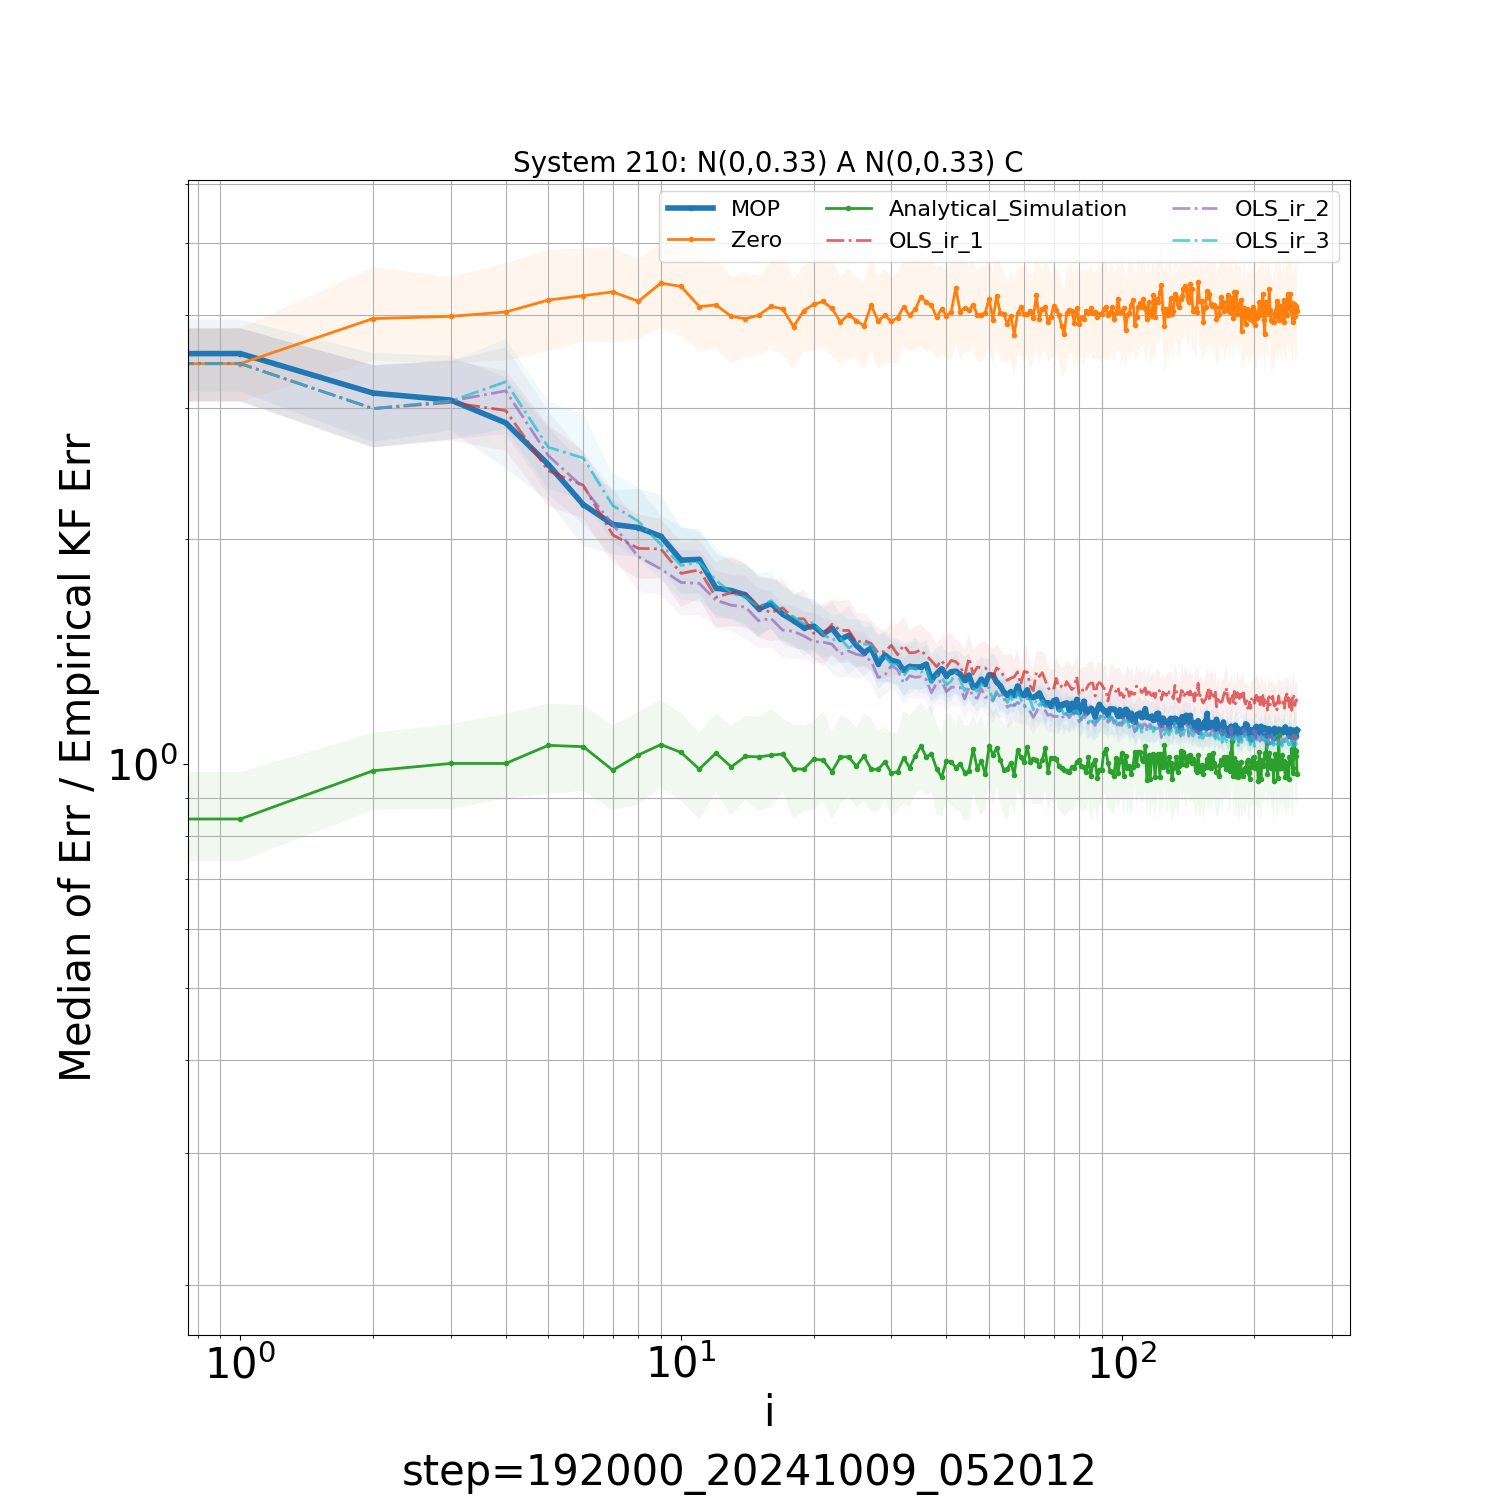 System 210: N(0,0.33) A N(0,0.33) C
MOP
Zero
Analytical_Simulation
OLS_ir_1
OLS_ir_2
OLS_ir_3
Median of Err / Empirical KF Err
10⁰
10⁰ 10¹ 10²
i
step=192000_20241009_052012